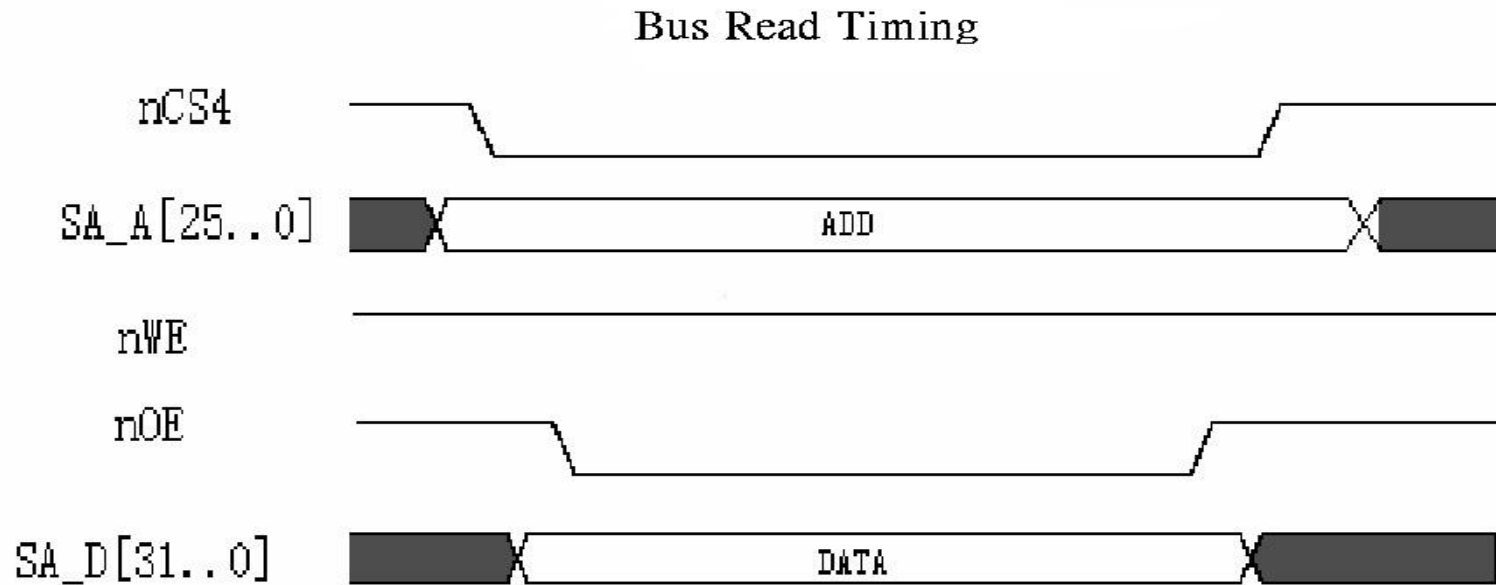 Bus Read Timing
nCS4
SA_A[25..0]
ADD
nWE
nOE
SA_D[31..0]
DATA